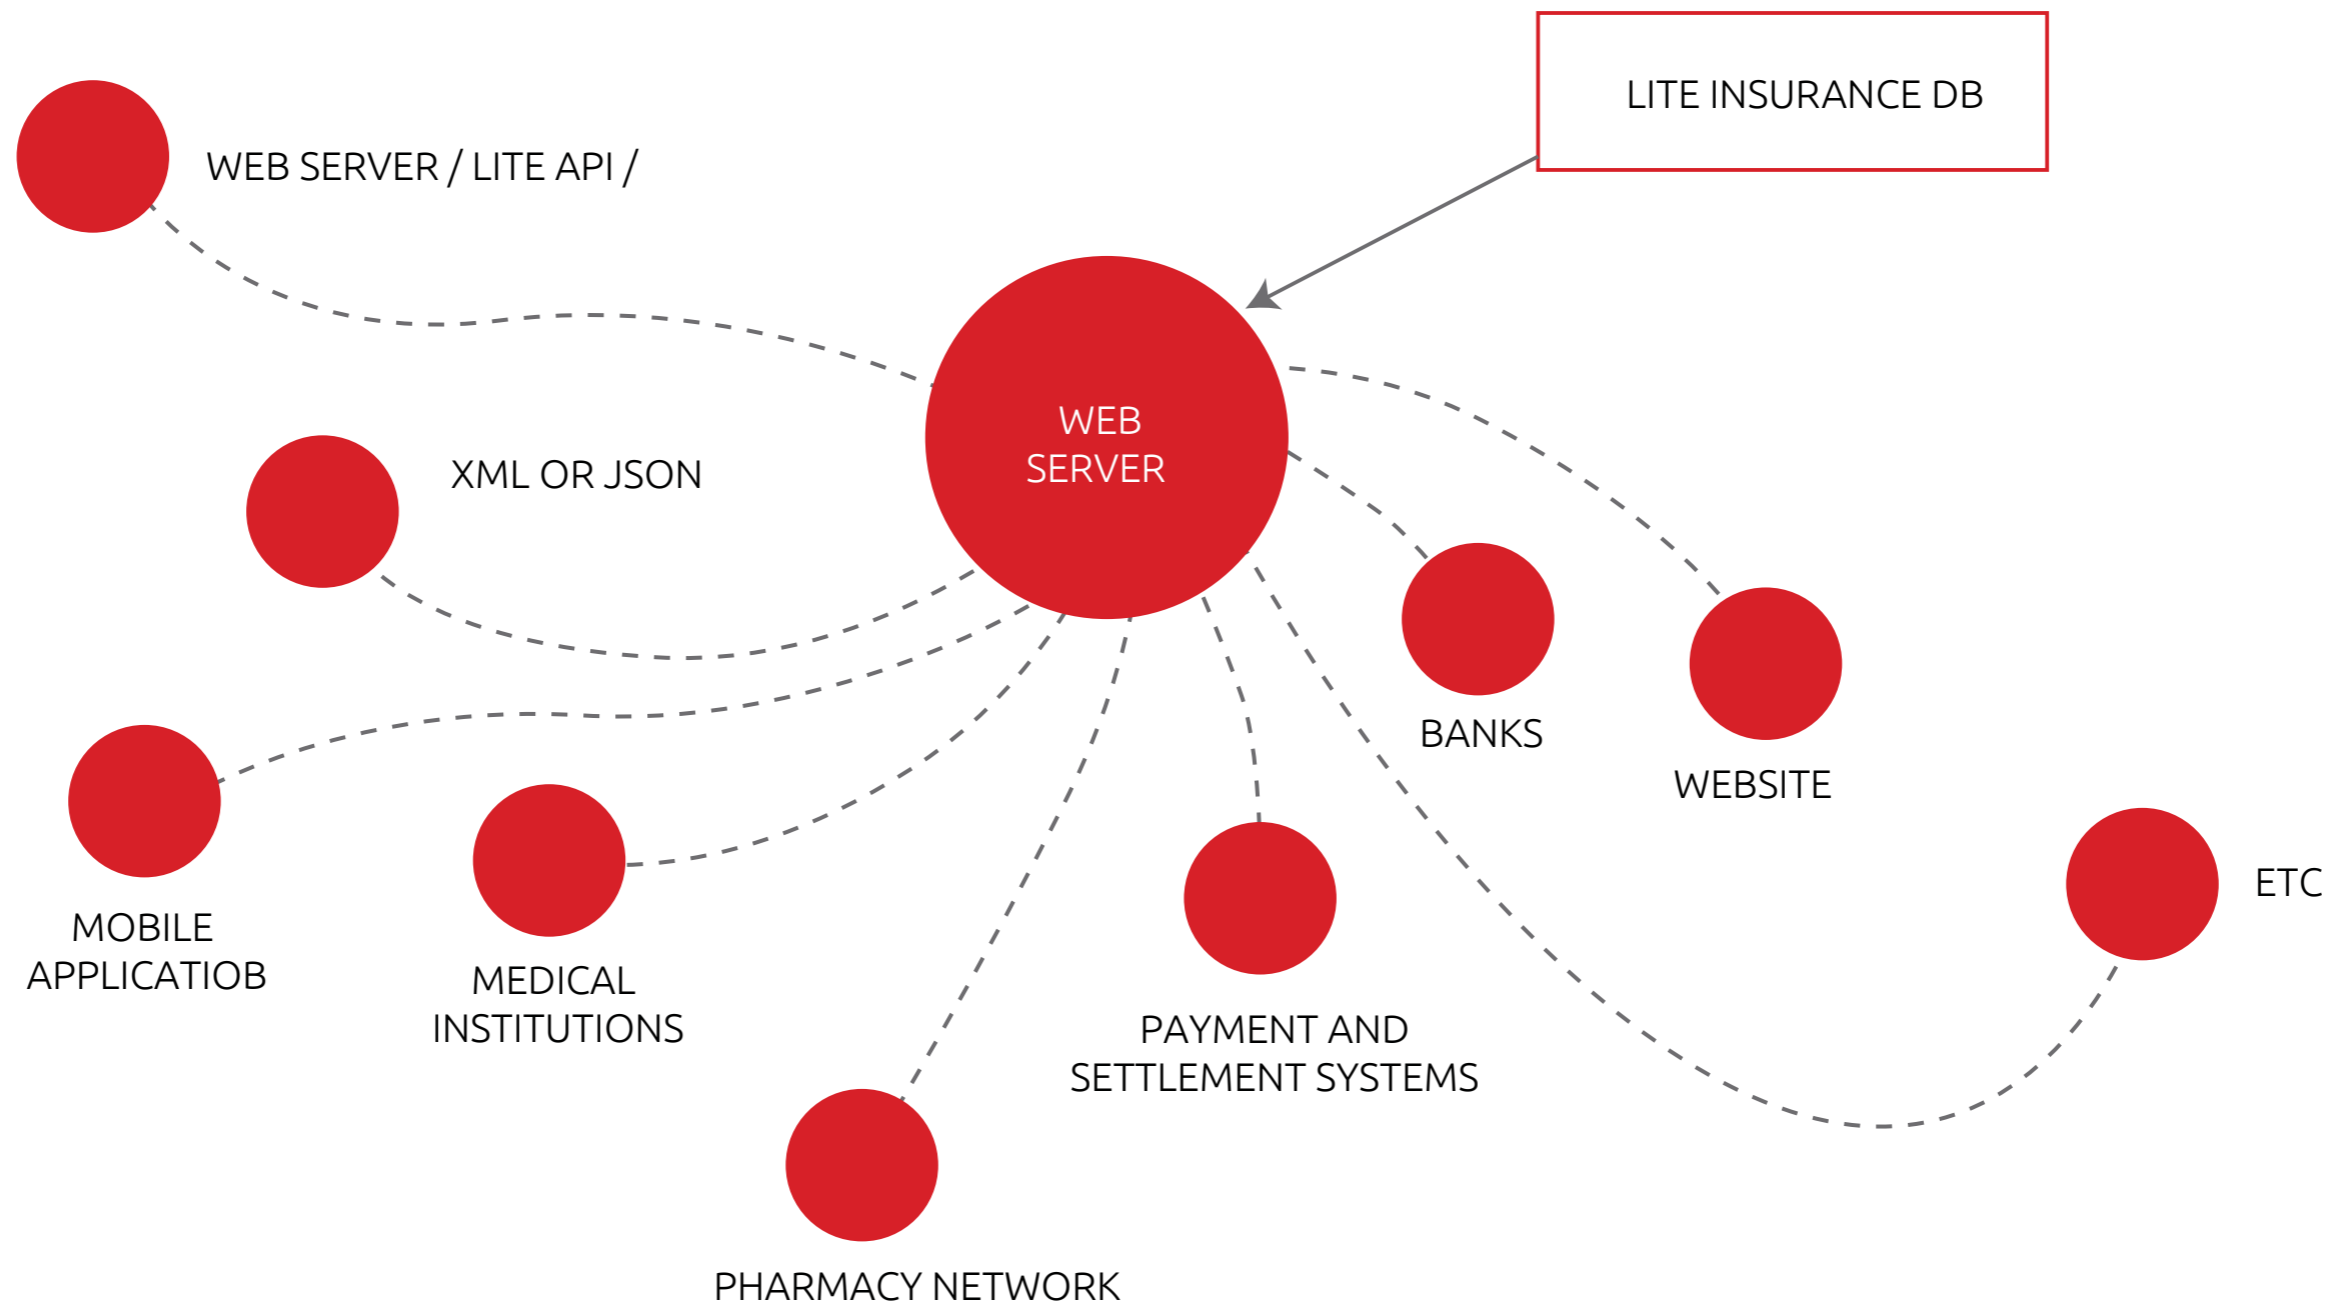 LITE INSURANCE DB
WEB SERVER / LITE API /
WEB
SERVER
XML OR JSON
BANKS
WEBSITE
ETC
MOBILE
APPLICATIOB
MEDICAL
INSTITUTIONS
PAYMENT AND
SETTLEMENT SYSTEMS
PHARMACY NETWORK